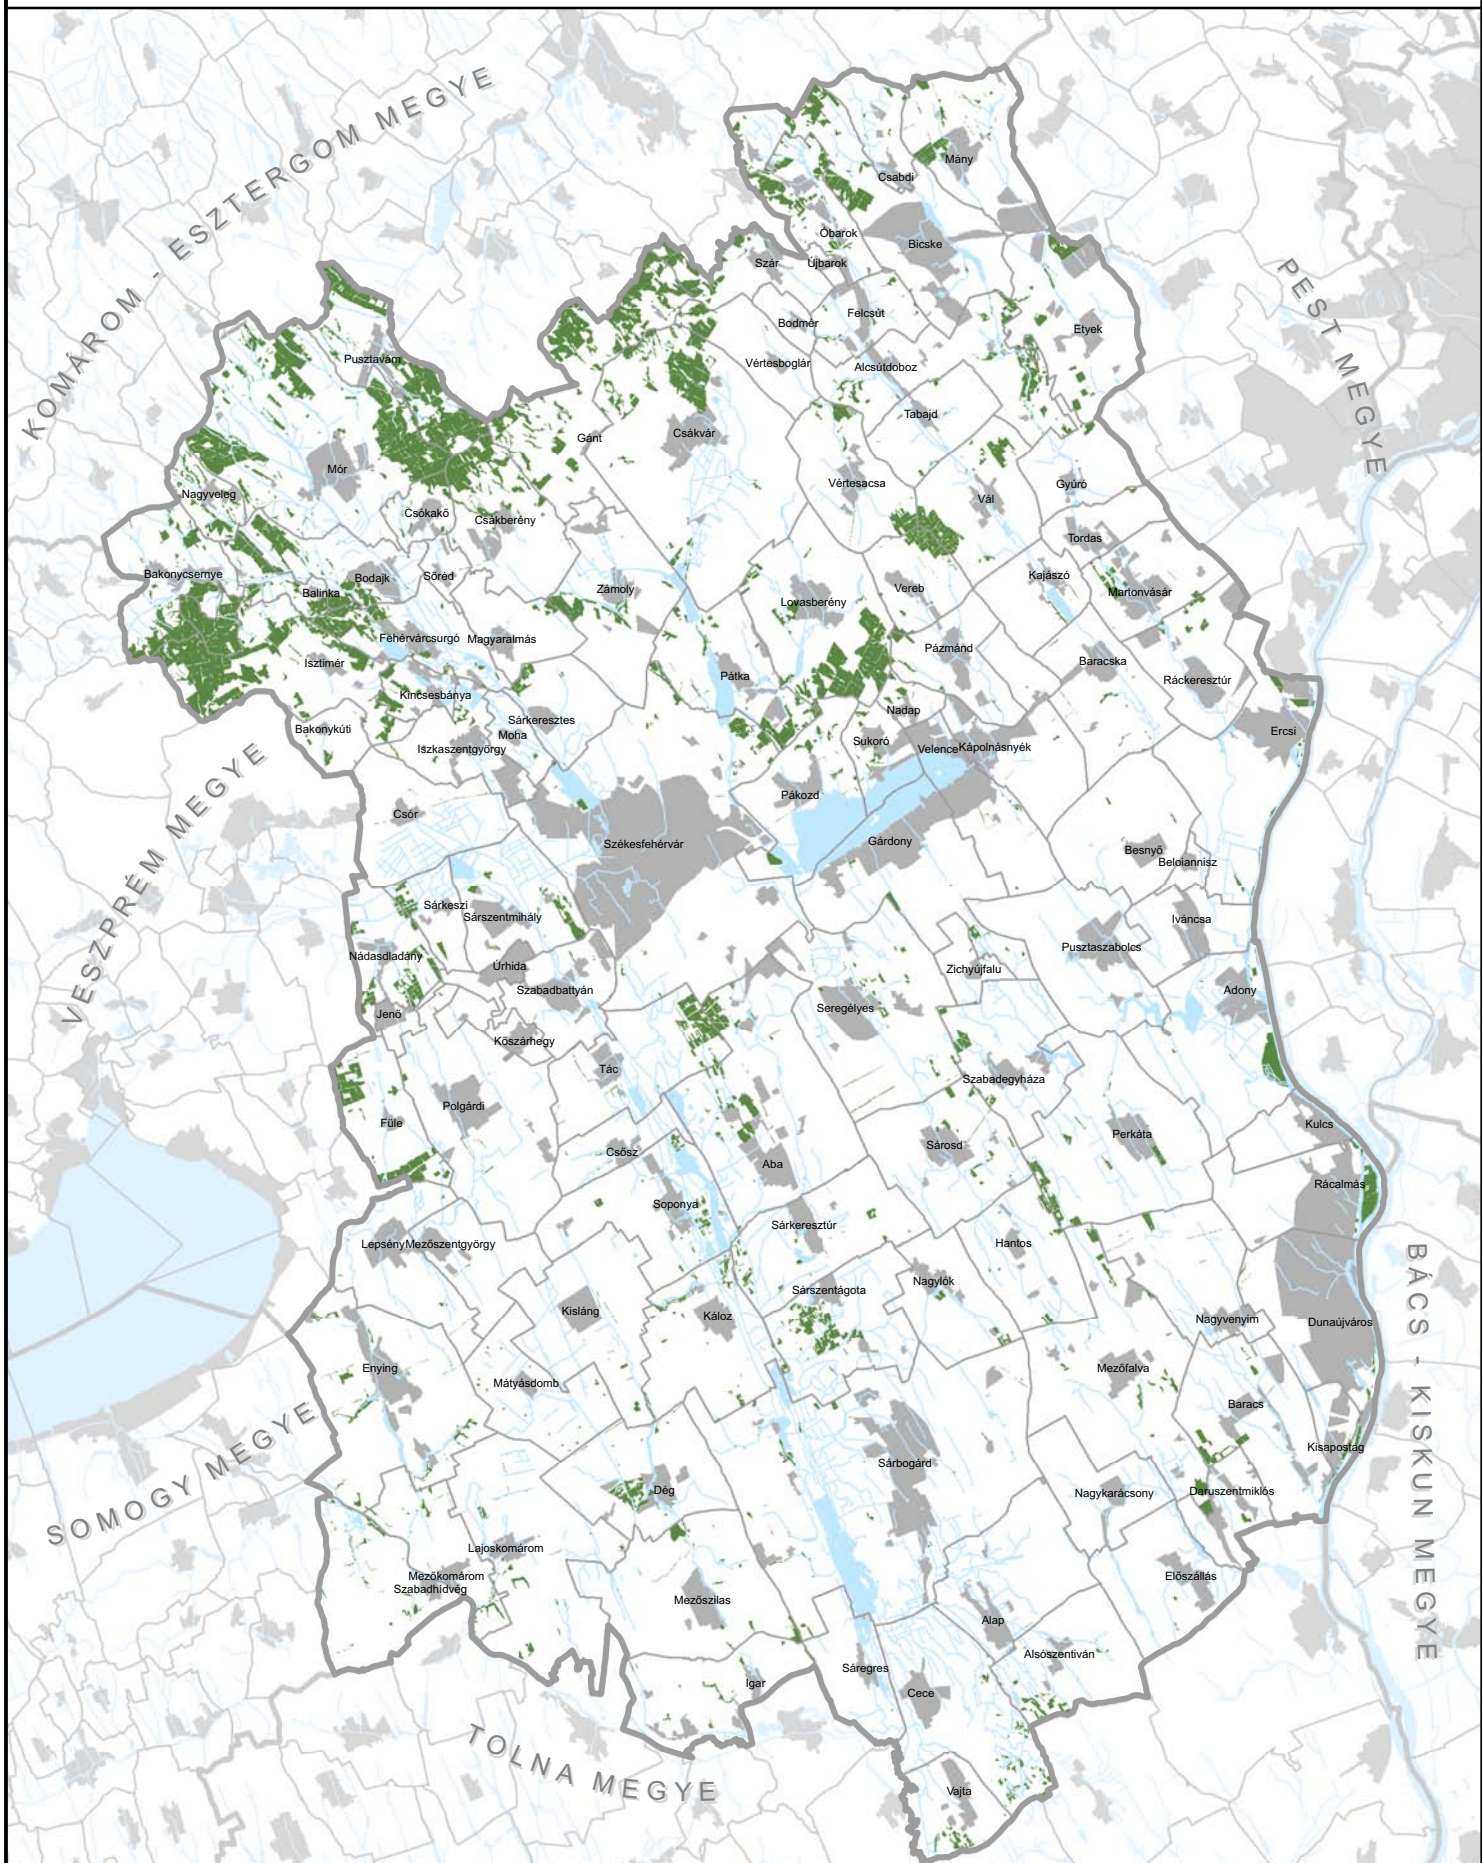 KOMÁROM - ESZTERGOM MEGYE
Mány
Csabdi
Óbarok
Bicske
Szár
Újbarok
PEST MEGYE
Felcsút
Bodmér
Etyek
Pusztavám
Vértesboglár
Alcsútdoboz
Tabajd
Csákvár
Gánt
Mór
Vértesacsa
Gyúró
Nagyveleg
Vál
Csókakő
Csákberény
Tordas
Bakonycsernye
Bodajk
Söréd
Kajászó
Balinka
Zámoly
Vereb
Martonvásár
Lovasberény
Fehérvárcsurgó
Magyaralmás
Pázmánd
Isztimér
Baracska
Pátka
Ráckeresztúr
Kincsesbánya
Nadap
Sárkeresztes
Bakonykúti
Moha
Ercsi
Iszkaszentgyörgy
Sukoró
Velence
Kápolnásnyék
VESZPRÉM MEGYE
Pákozd
Csór
Székesfehérvár
Gárdony
Besnyő
Beloiannisz
Sárkeszi
Sárszentmihály
Iváncsa
Pusztaszabolcs
Nádasdladány
Úrhida
Zichyújfalu
Szabadbattyán
Adony
Jenő
Seregélyes
Kőszárhegy
Tác
Szabadegyháza
Polgárdi
Füle
Kulcs
Perkáta
Csősz
Sárosd
Aba
Rácalmás
Soponya
Sárkeresztúr
Lepsény
Mezőszentgyörgy
Hantos
BÁCS - KISKUN MEGYE
Nagylók
Sárszentágota
Kisláng
Káloz
Nagyvenyim
Dunaújváros
Enying
Mezőfalva
Mátyásdomb
Baracs
SOMOGY MEGYE
Kisapostag
Sárbogárd
Dég
Nagykarácsony
Daruszentmiklós
Lajoskomárom
Mezőkomárom
Szabadhídvég
Előszállás
Mezőszilas
Alap
Alsószentiván
Sáregres
Igar
Cece
TOLNA MEGYE
Vajta